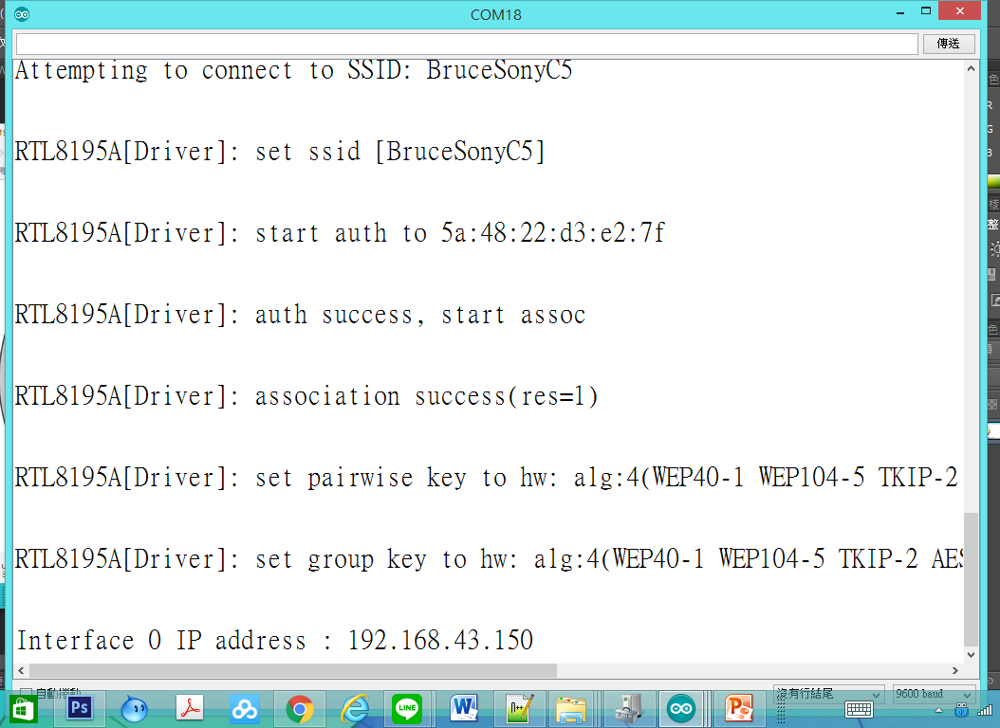 COM18
傳送
Attempting to connect to SSID: BruceSonyC5
RTL8195A[Driver]: set ssid [BruceSonyC5]
RTL8195A[Driver]: start auth to 5a:48:22:d3:e2:7f
RTL8195A[Driver]: auth success, start assoc
RTL8195A[Driver]: association success(res=1)
RTL8195A[Driver]: set pairwise key to hw: alg:4(WEP40-1 WEP104-5 TKIP-2
RTL8195A[Driver]: set group key to hw: alg:4(WEP40-1 WEP104-5 TKIP-2 AES
Interface 0 IP address : 192.168.43.150
自動捲動
沒有行結尾
9600 baud
Ps
LINE
W
P